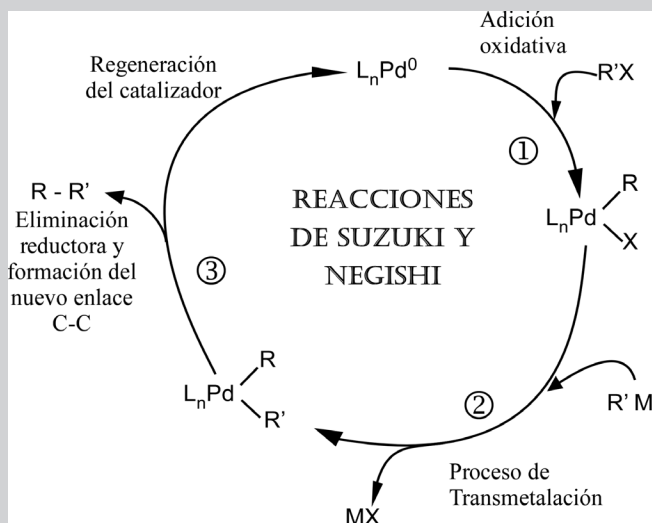 Adición
oxidativa
Regeneración
del catalizador
LₙPd⁰
R'X
①
R
LₙPd
X
REACCIONES
DE SUZUKI Y
NEGISHI
R - R'
Eliminación
reductora y
formación del
nuevo enlace
C-C
③
R
LₙPd
R'
②
R' M
Proceso de
Transmetalación
MX